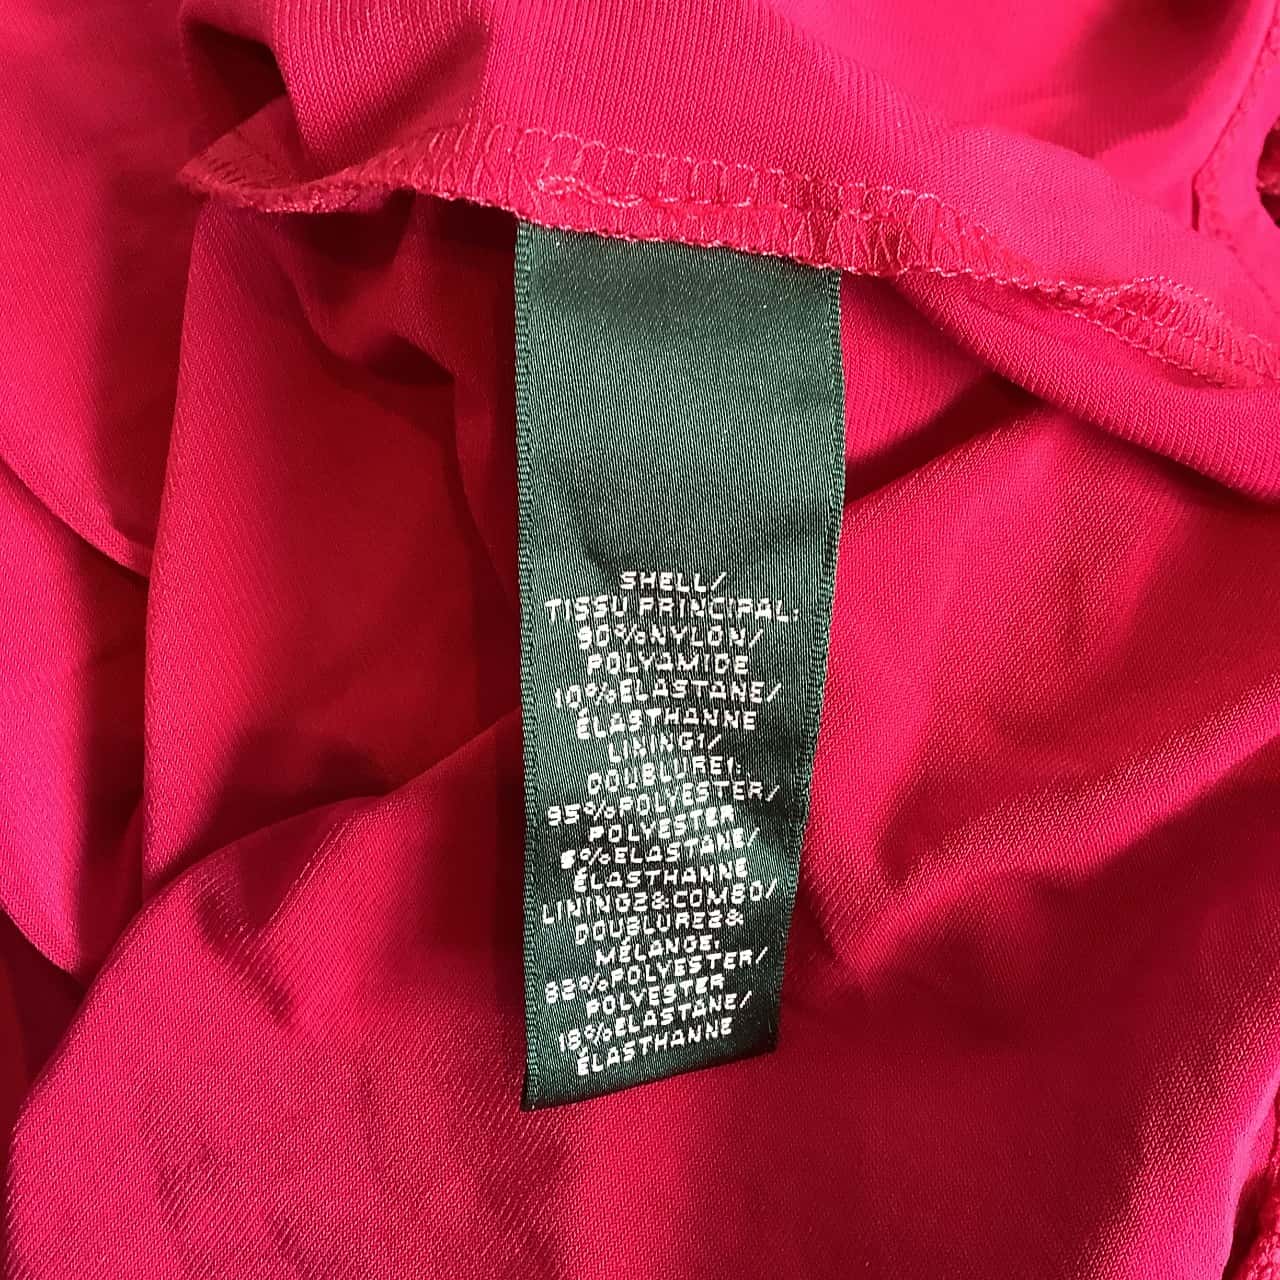 SHELL/
TISSU PRINCIPAL:
90%NYLON/
POLYAMIDE
10%ELASTANE/
ÉLASTHANNE
LINING1/
DOUBLURE1:
95%POLYESTER/
POLYESTER
5%ELASTANE/
ÉLASTHANNE
LINING2&COMBO/
DOUBLURE2&
MÉLANGE:
82%POLYESTER/
POLYESTER
18%ELASTANE/
ÉLASTHANNE